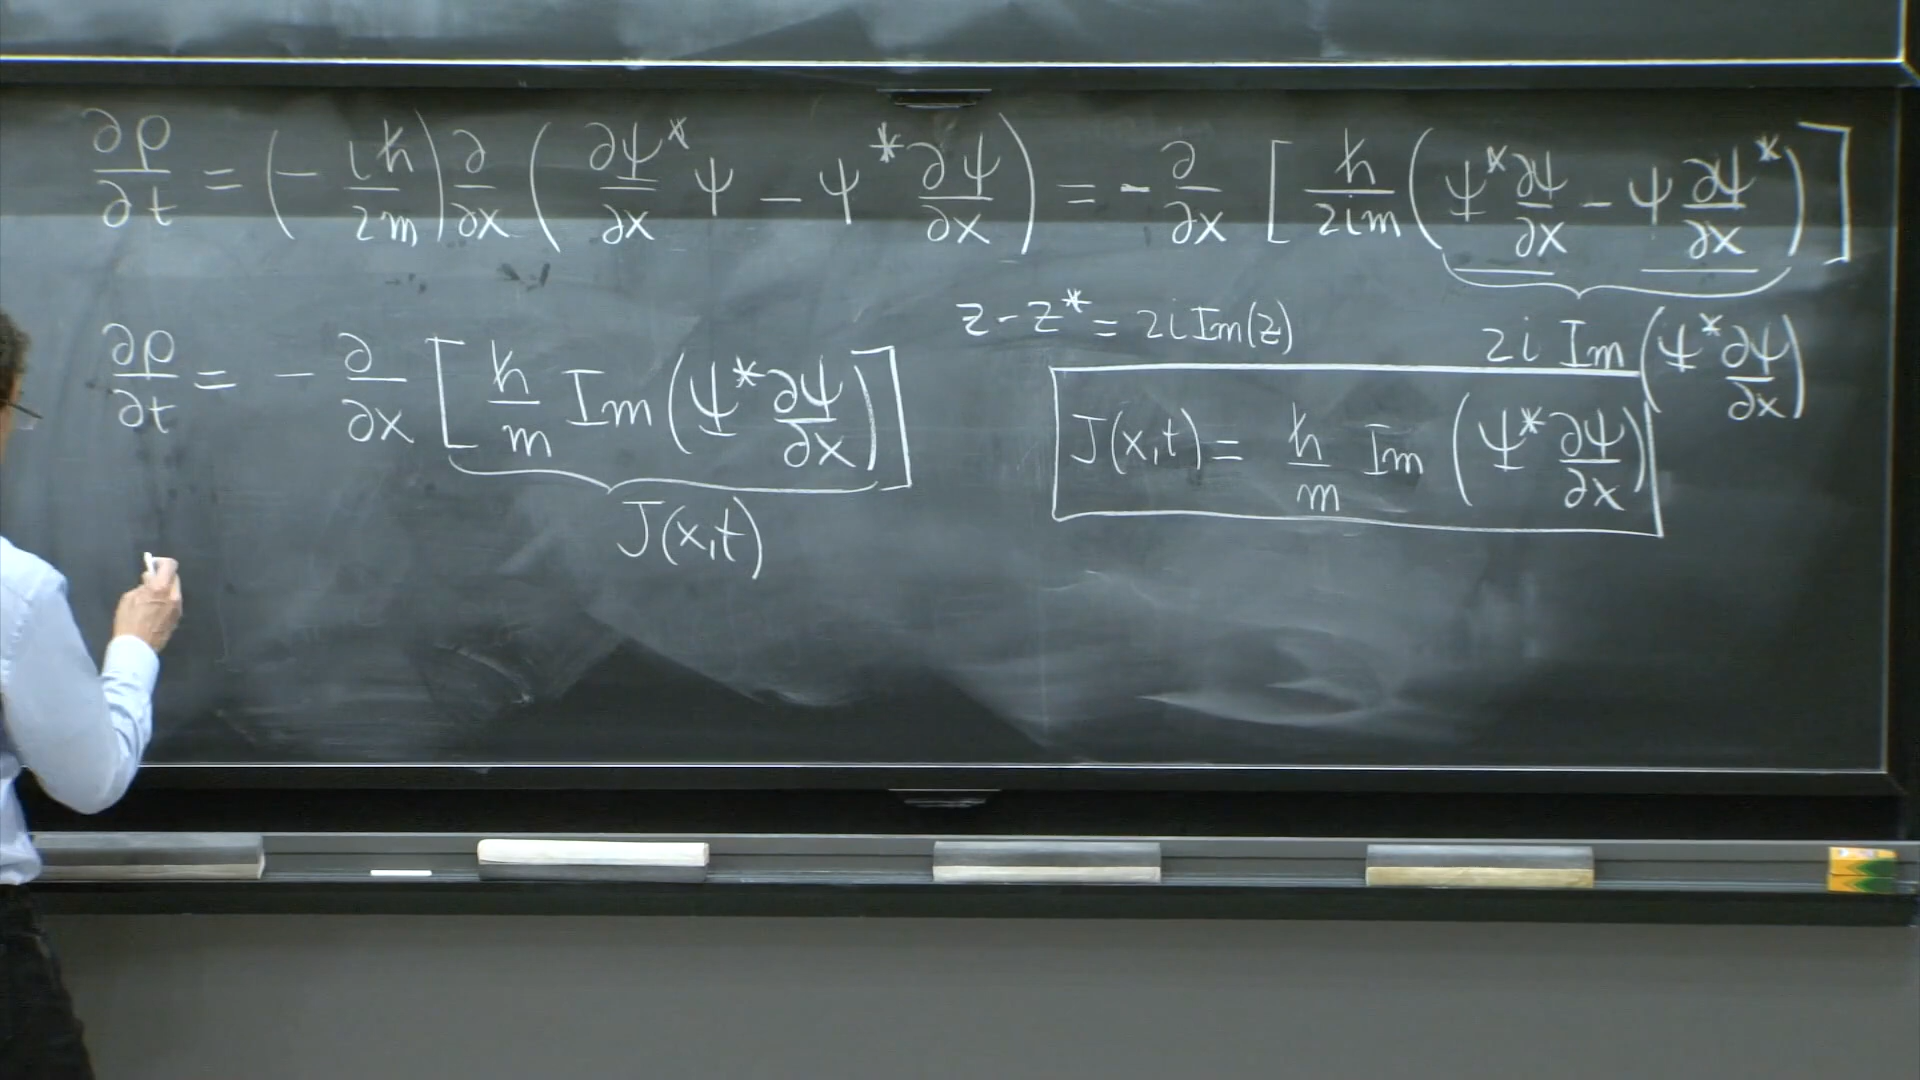 ∂ρ/∂t = (- iħ/2m) ∂/∂x (∂Ψ*/∂x Ψ - Ψ* ∂Ψ/∂x) = - ∂/∂x [ħ/2im (Ψ* ∂Ψ/∂x - Ψ ∂Ψ*/∂x)]
z - z* = 2i Im(z)
2i Im (Ψ* ∂Ψ/∂x)
∂ρ/∂t = - ∂/∂x [ħ/m Im (Ψ* ∂Ψ/∂x)]
J(x,t)
J(x,t) = ħ/m Im (Ψ* ∂Ψ/∂x)